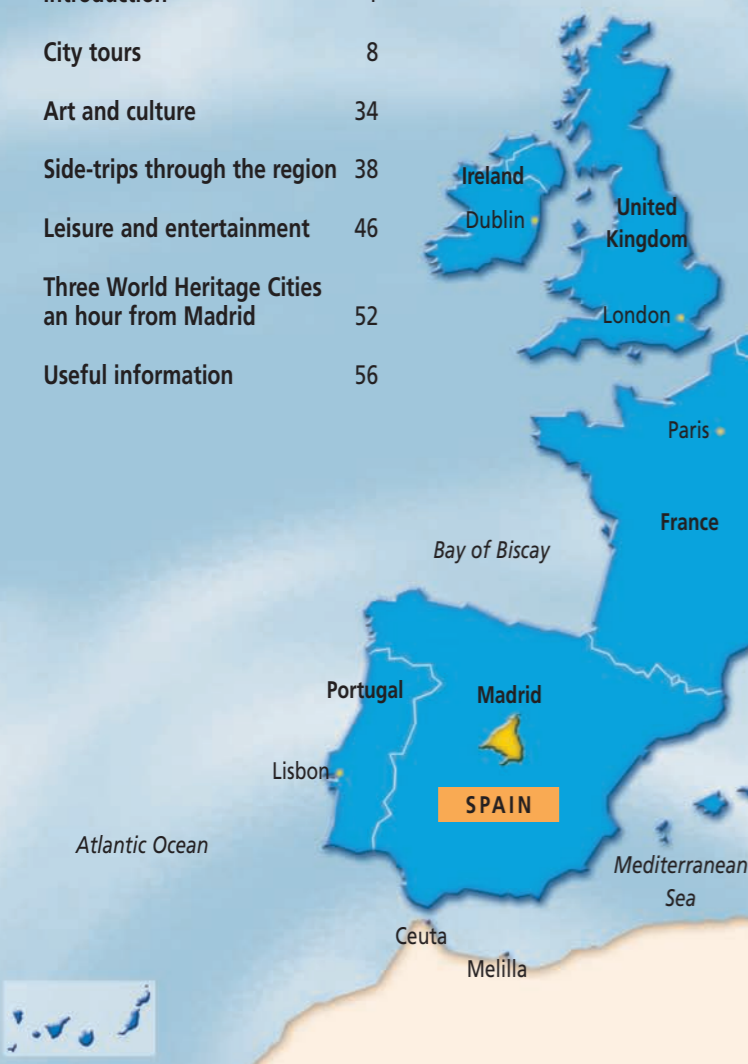 Introduction
City tours 8
Art and culture 34
Side-trips through the region 38
Leisure and entertainment 46
Three World Heritage Cities
an hour from Madrid 52
Useful information 56
Ireland
Dublin
United
Kingdom
London
Paris
France
Bay of Biscay
Portugal
Madrid
Lisbon
SPAIN
Atlantic Ocean
Mediterranean
Sea
Ceuta
Melilla